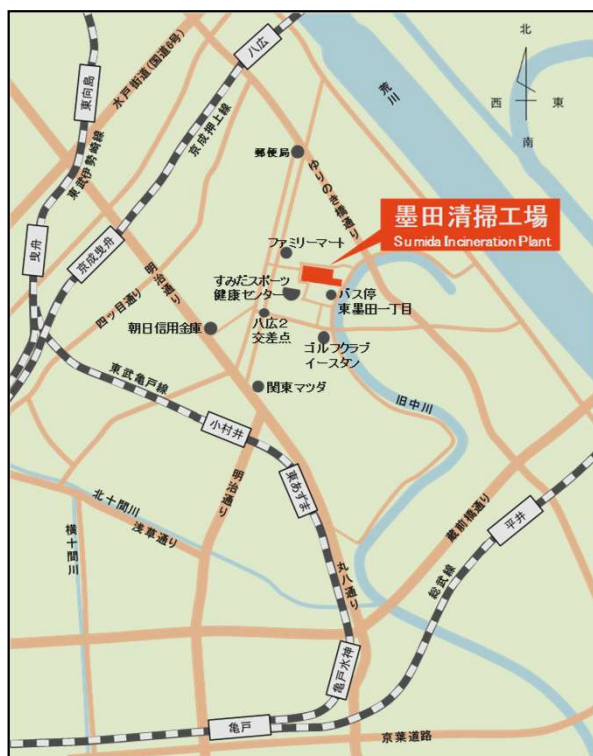 北
西
東
南
八広
東向島
水戸街道(国道6号)
京成押上線
荒川
東武伊勢崎線
郵便局
ゆりのき橋通り
墨田清掃工場
Sumida Incineration Plant
ファミリーマート
曳舟
京成曳舟
明治通り
すみだスポーツ
健康センター
バス停
東墨田一丁目
四ッ目通り
八広2
交差点
朝日信用金庫
ゴルフクラブ
イースタン
東武亀戸線
関東マツダ
旧中川
小村井
明治通り
東あずま
北十間川
浅草通り
横十間川
蔵前橋通り
平井
総武線
丸八通り
亀戸水神
亀戸
京葉道路